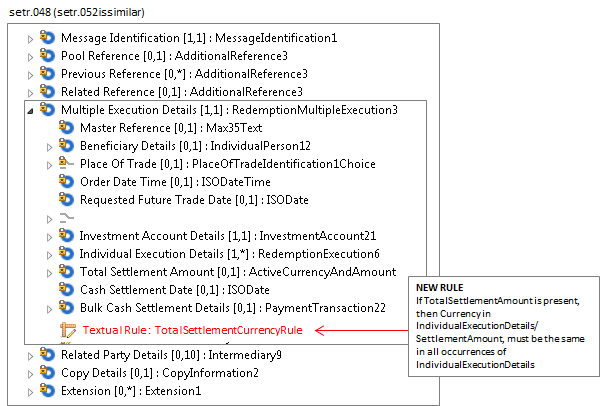 setr.048 (setr.052issimilar)
Message Identification [1,1] : MessageIdentification1
Pool Reference [0,1] : AdditionalReference3
Previous Reference [0,*] : AdditionalReference3
Related Reference [0,1] : AdditionalReference3
Multiple Execution Details [1,1] : RedemptionMultipleExecution3
Master Reference [0,1] : Max35Text
Beneficiary Details [0,1] : IndividualPerson12
Place Of Trade [0,1] : PlaceOfTradeIdentification1Choice
Order Date Time [0,1] : ISODateTime
Requested Future Trade Date [0,1] : ISODate
Investment Account Details [1,1] : InvestmentAccount21
Individual Execution Details [1,*] : RedemptionExecution6
Total Settlement Amount [0,1] : ActiveCurrencyAndAmount
Cash Settlement Date [0,1] : ISODate
Bulk Cash Settlement Details [0,1] : PaymentTransaction22
Textual Rule : TotalSettlementCurrencyRule
Related Party Details [0,10] : Intermediary9
Copy Details [0,1] : CopyInformation2
Extension [0,*] : Extension1
NEW RULE
If TotalSettlementAmount is present,
then Currency in
IndividualExecutionDetails/
SettlementAmount, must be the same
in all occurrences of
IndividualExecutionDetails